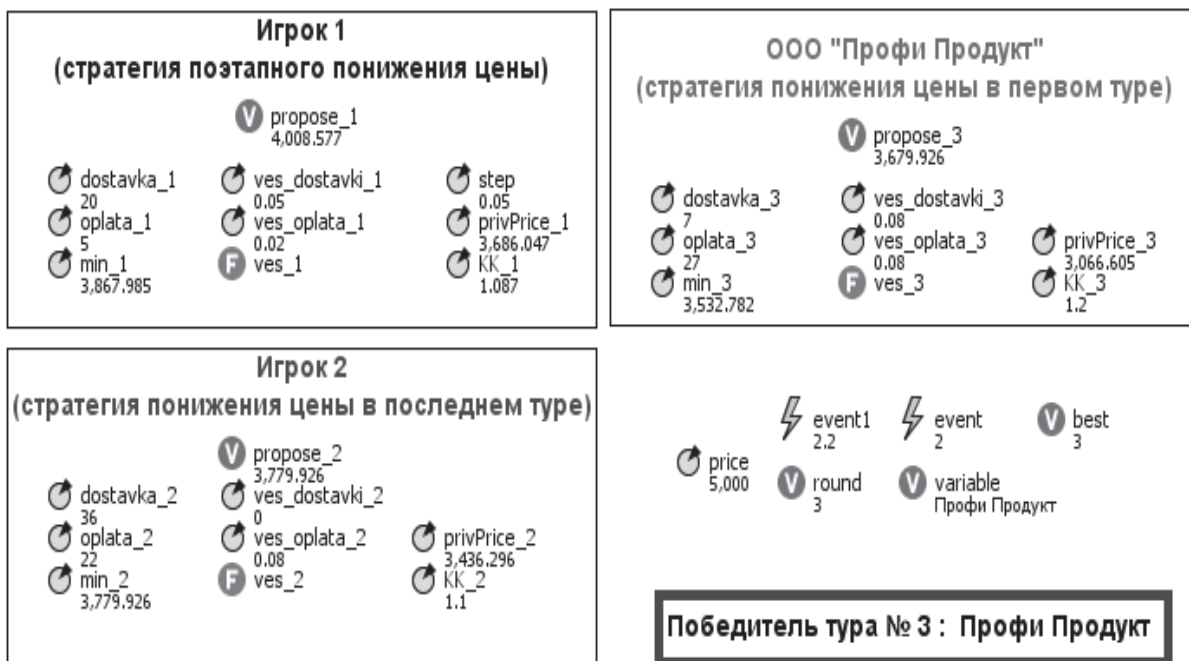 Игрок 1
(стратегия поэтапного понижения цены)
V propose_1
4,008.577
dostavka_1
20
ves_dostavki_1
0.05
step
0.05
oplata_1
5
ves_oplata_1
0.02
privPrice_1
3,686.047
min_1
3,867.985
F ves_1
KK_1
1.087
ООО "Профи Продукт"
(стратегия понижения цены в первом туре)
V propose_3
3,679.926
dostavka_3
7
ves_dostavki_3
0.08
oplata_3
27
ves_oplata_3
0.08
privPrice_3
3,066.605
min_3
3,532.782
F ves_3
KK_3
1.2
Игрок 2
(стратегия понижения цены в последнем туре)
V propose_2
3,779.926
dostavka_2
36
ves_dostavki_2
0
oplata_2
22
ves_oplata_2
0.08
privPrice_2
3,436.296
min_2
3,779.926
F ves_2
KK_2
1.1
event1
2.2
event
2
V best
3
price
5,000
V round
3
V variable
Профи Продукт
Победитель тура № 3 : Профи Продукт